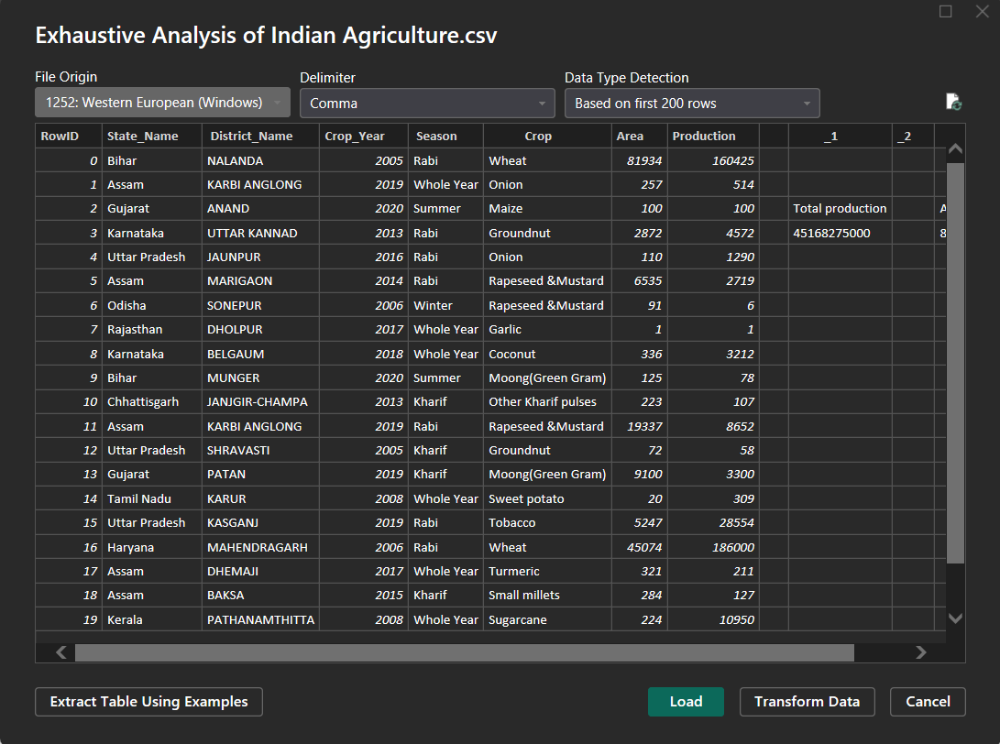 Exhaustive Analysis of Indian Agriculture.csv
File Origin Delimiter Data Type Detection
1252: Western European (Windows) Comma Based on first 200 rows
RowID State_Name District_Name Crop_Year Season Crop Area Production _1 _2
0 Bihar NALANDA 2005 Rabi Wheat 81934 160425
1 Assam KARBI ANGLONG 2019 Whole Year Onion 257 514
2 Gujarat ANAND 2020 Summer Maize 100 100 Total production A
3 Karnataka UTTAR KANNAD 2013 Rabi Groundnut 2872 4572 45168275000 8
4 Uttar Pradesh JAUNPUR 2016 Rabi Onion 110 1290
5 Assam MARIGAON 2014 Rabi Rapeseed &Mustard 6535 2719
6 Odisha SONEPUR 2006 Winter Rapeseed &Mustard 91 6
7 Rajasthan DHOLPUR 2017 Whole Year Garlic 1 1
8 Karnataka BELGAUM 2018 Whole Year Coconut 336 3212
9 Bihar MUNGER 2020 Summer Moong(Green Gram) 125 78
10 Chhattisgarh JANJGIR-CHAMPA 2013 Kharif Other Kharif pulses 223 107
11 Assam KARBI ANGLONG 2019 Rabi Rapeseed &Mustard 19337 8652
12 Uttar Pradesh SHRAVASTI 2005 Kharif Groundnut 72 58
13 Gujarat PATAN 2019 Kharif Moong(Green Gram) 9100 3300
14 Tamil Nadu KARUR 2008 Whole Year Sweet potato 20 309
15 Uttar Pradesh KASGANJ 2019 Rabi Tobacco 5247 28554
16 Haryana MAHENDRAGARH 2006 Rabi Wheat 45074 186000
17 Assam DHEMAJI 2017 Whole Year Turmeric 321 211
18 Assam BAKSA 2015 Kharif Small millets 284 127
19 Kerala PATHANAMTHITTA 2008 Whole Year Sugarcane 224 10950
Extract Table Using Examples Load Transform Data Cancel